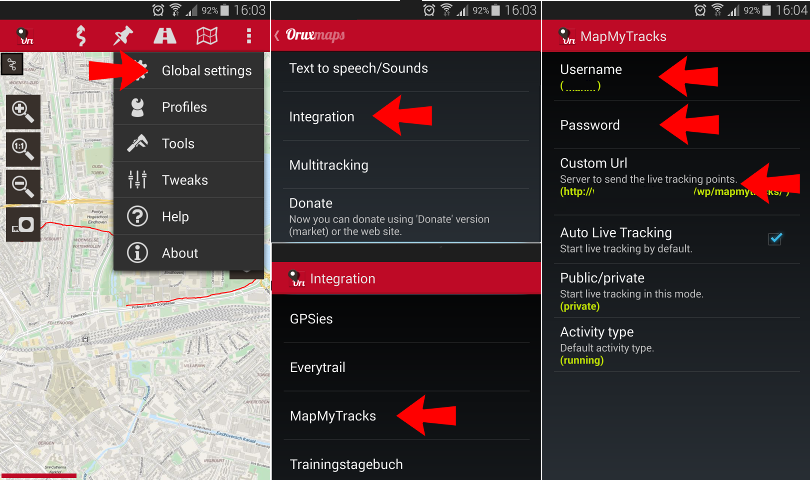 92% 16:03
Oru
Global settings
Profiles
1:1
Tools
Tweaks
Help
About
92% 16:03
Oruxmaps
Text to speech/Sounds
Integration
Multitracking
Donate
Now you can donate using 'Donate' version
(market) or the web site.
Integration
GPSies
Everytrail
MapMyTracks
Trainingstagebuch
92% 16:04
MapMyTracks
Username
(..........)
Password
Custom Url
Server to send the live tracking points.
(http:// /wp/mapmytracks/ )
Auto Live Tracking
Start live tracking by default.
Public/private
Start live tracking in this mode.
(private)
Activity type
Default activity type.
(running)